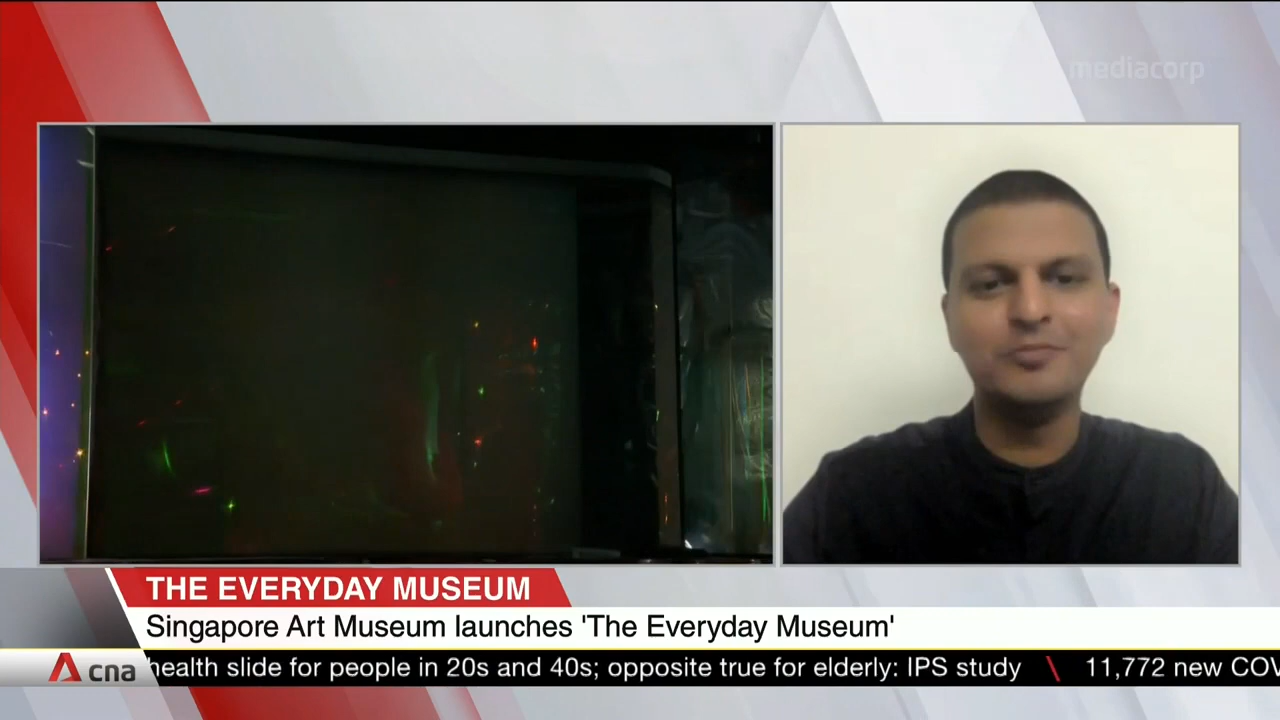 mediacorp
THE EVERYDAY MUSEUM
Singapore Art Museum launches 'The Everyday Museum'
cna
health slide for people in 20s and 40s; opposite true for elderly: IPS study \ 11,772 new COV